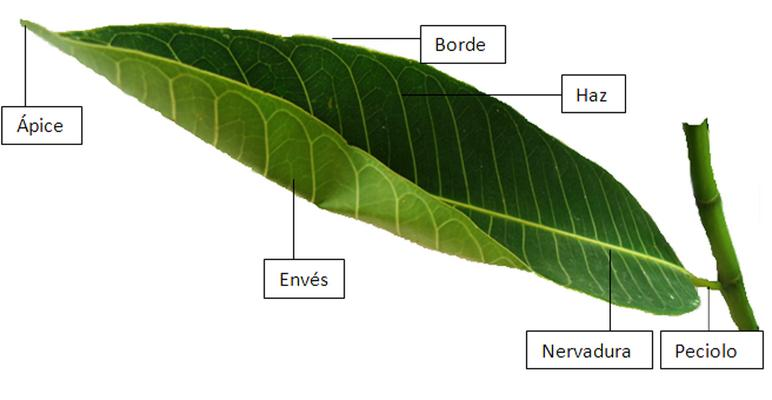 Borde
Haz
Ápice
Envés
Nervadura
Peciolo